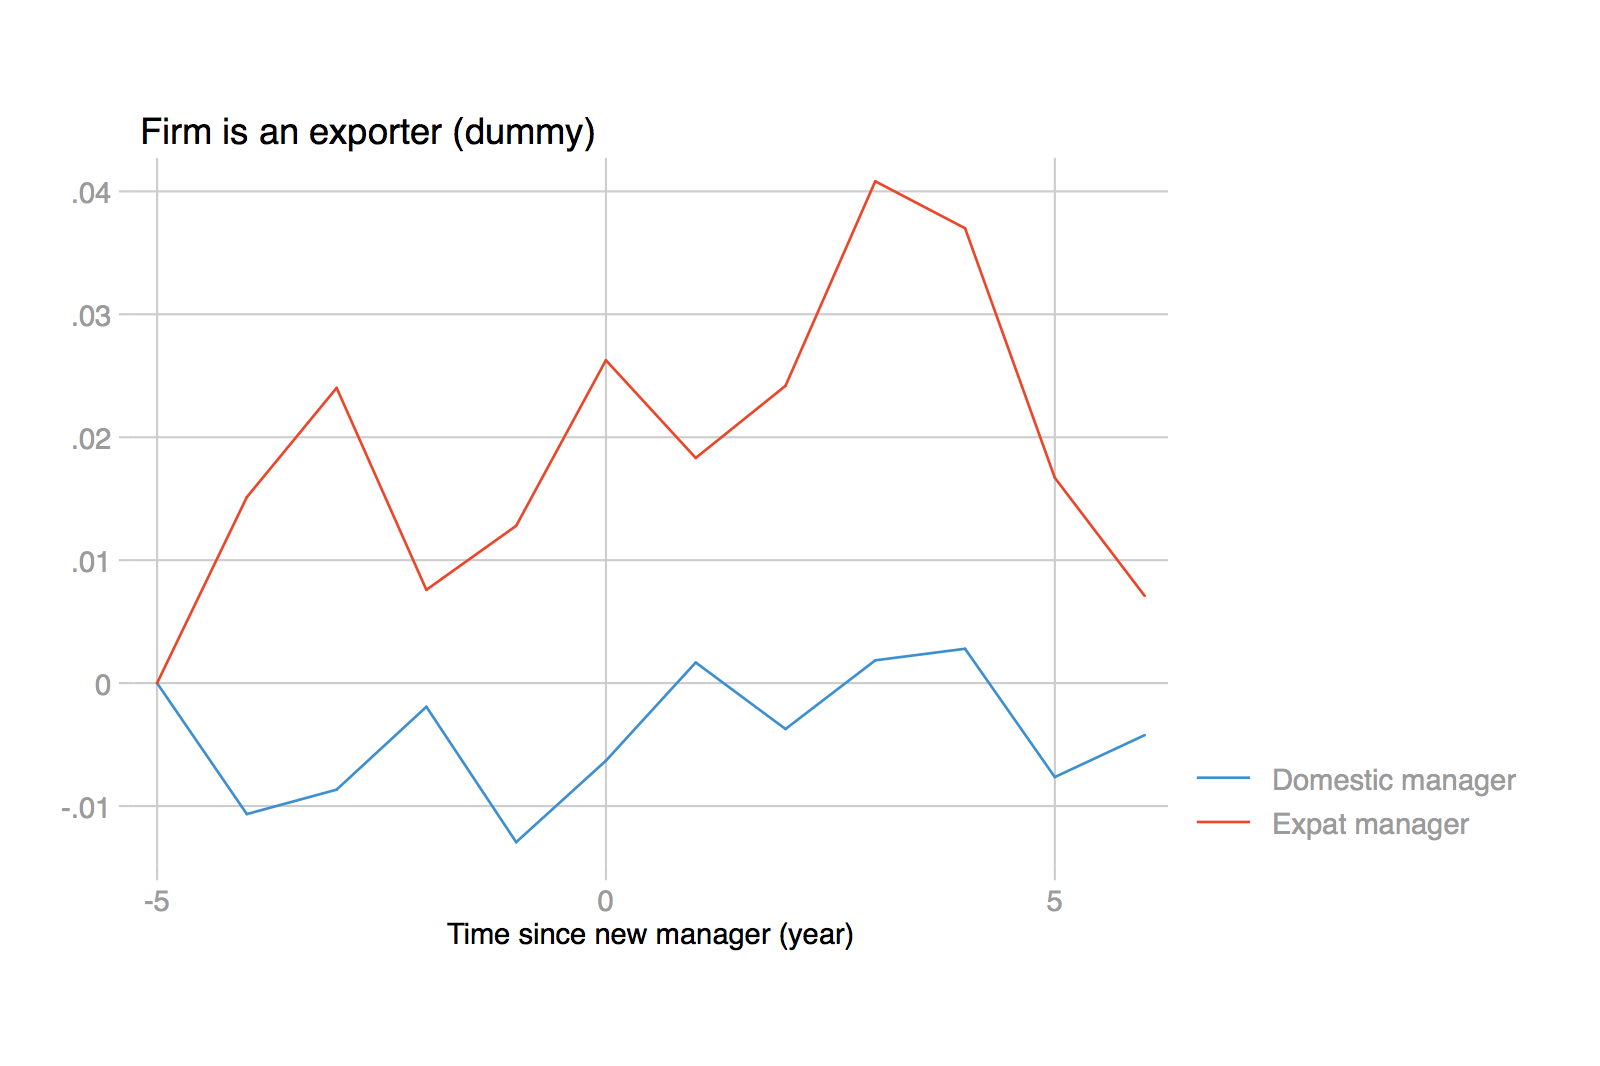 Firm is an exporter (dummy)
.04
.03
.02
.01
0
-.01
-5 0 5
Time since new manager (year)
Domestic manager
Expat manager